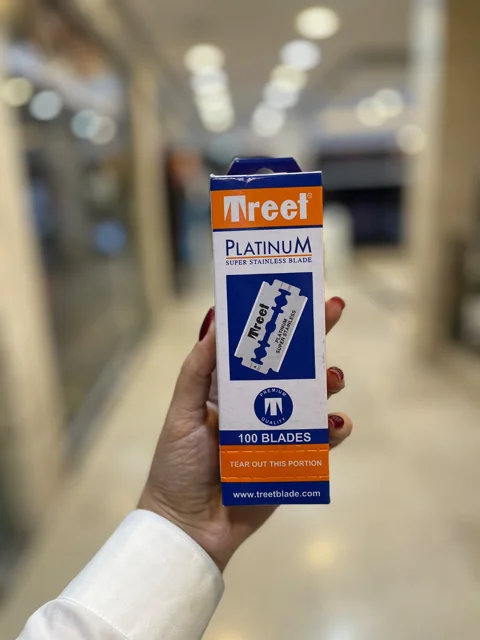 Treet®
PLATINUM
SUPER STAINLESS BLADE
Treet
PLATINUM
SUPER STAINLESS
PREMIUM
T
QUALITY
100 BLADES
TEAR OUT THIS PORTION
www.treetblade.com